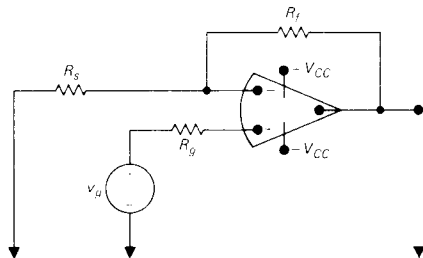 R_f
R_s
+ V_CC
−
+
R_g
− V_CC
+
v_g
−